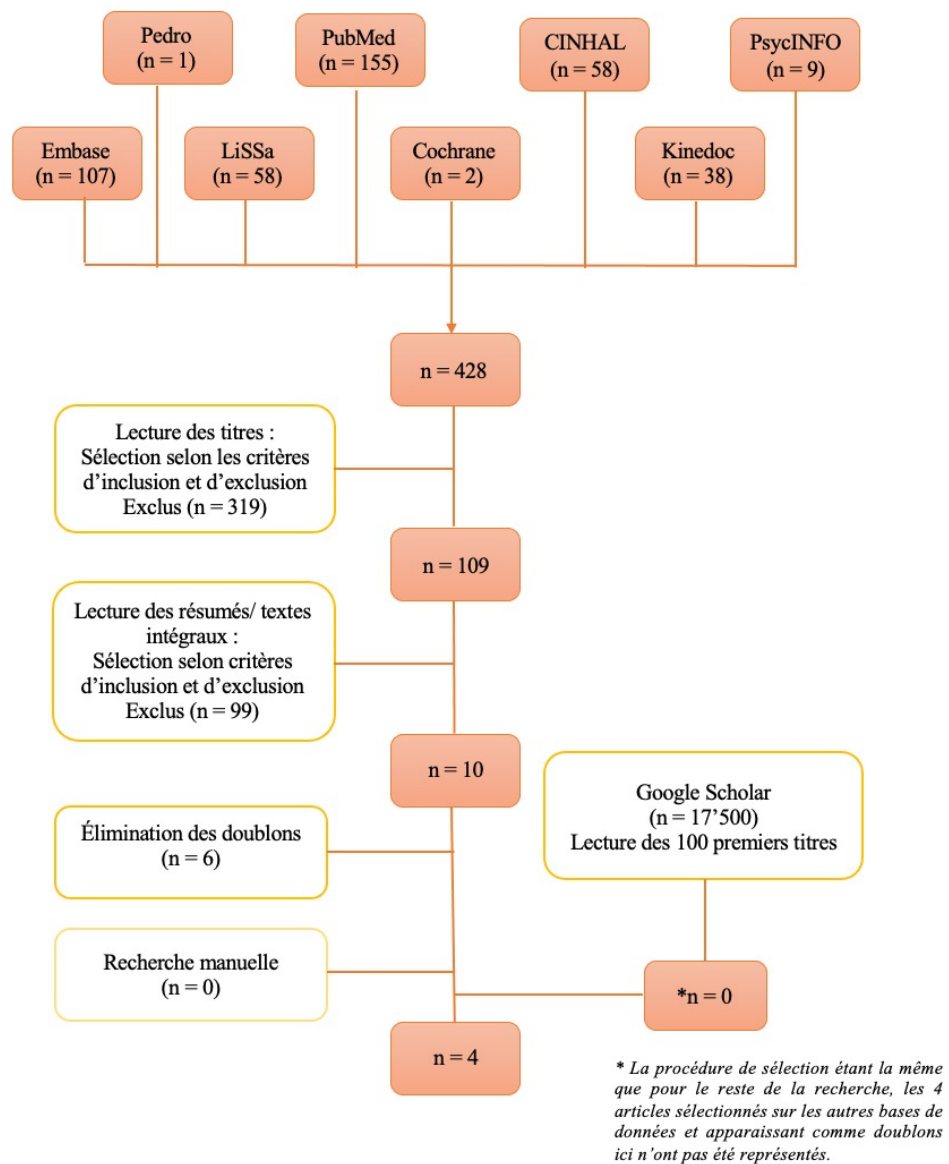 Pedro
(n = 1)
PubMed
(n = 155)
CINHAL
(n = 58)
PsycINFO
(n = 9)
Embase
(n = 107)
LiSSa
(n = 58)
Cochrane
(n = 2)
Kinedoc
(n = 38)
n = 428
Lecture des titres :
Sélection selon les critères
d’inclusion et d’exclusion
Exclus (n = 319)
n = 109
Lecture des résumés/ textes
intégraux :
Sélection selon critères
d’inclusion et d’exclusion
Exclus (n = 99)
n = 10
Google Scholar
(n = 17’500)
Lecture des 100 premiers titres
Élimination des doublons
(n = 6)
Recherche manuelle
(n = 0)
*n = 0
n = 4
* La procédure de sélection étant la même
que pour le reste de la recherche, les 4
articles sélectionnés sur les autres bases de
données et apparaissant comme doublons
ici n’ont pas été représentés.